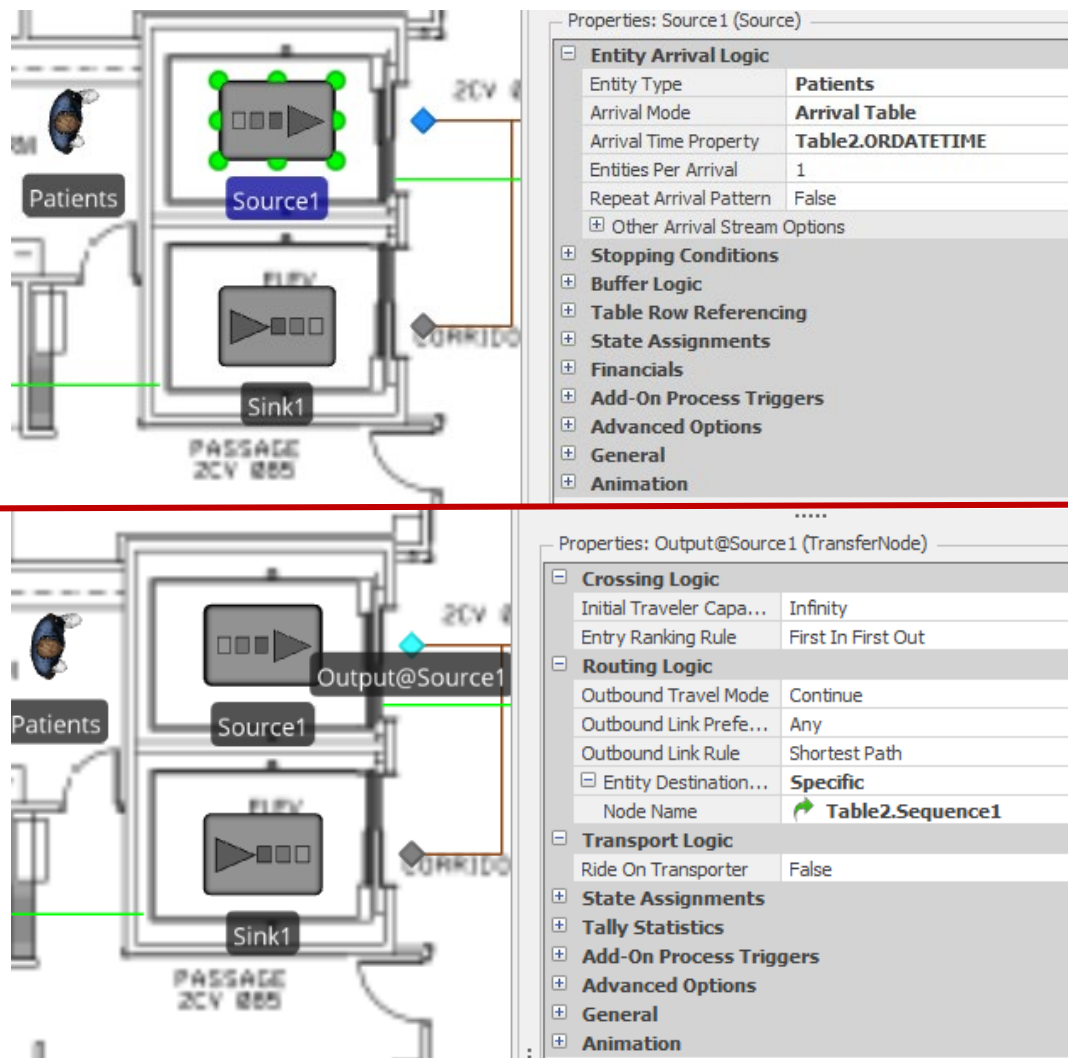 Properties: Source1 (Source)
Entity Arrival Logic
Entity Type Patients
Arrival Mode Arrival Table
Arrival Time Property Table2.ORDATETIME
Entities Per Arrival 1
Repeat Arrival Pattern False
Other Arrival Stream Options
Stopping Conditions
Buffer Logic
Table Row Referencing
State Assignments
Financials
Add-On Process Triggers
Advanced Options
General
Animation
2CV
Patients
Source1
ELEV
CORRIDO
Sink1
PASSAGE
2CV 085
Properties: Output@Source1 (TransferNode)
Crossing Logic
Initial Traveler Capa... Infinity
Entry Ranking Rule First In First Out
Routing Logic
Outbound Travel Mode Continue
Outbound Link Prefe... Any
Outbound Link Rule Shortest Path
Entity Destination... Specific
Node Name Table2.Sequence1
Transport Logic
Ride On Transporter False
State Assignments
Tally Statistics
Add-On Process Triggers
Advanced Options
General
Animation
2CV
Output@Source1
Patients
Source1
ELEV
CORRIDO
Sink1
PASSAGE
2CV 085